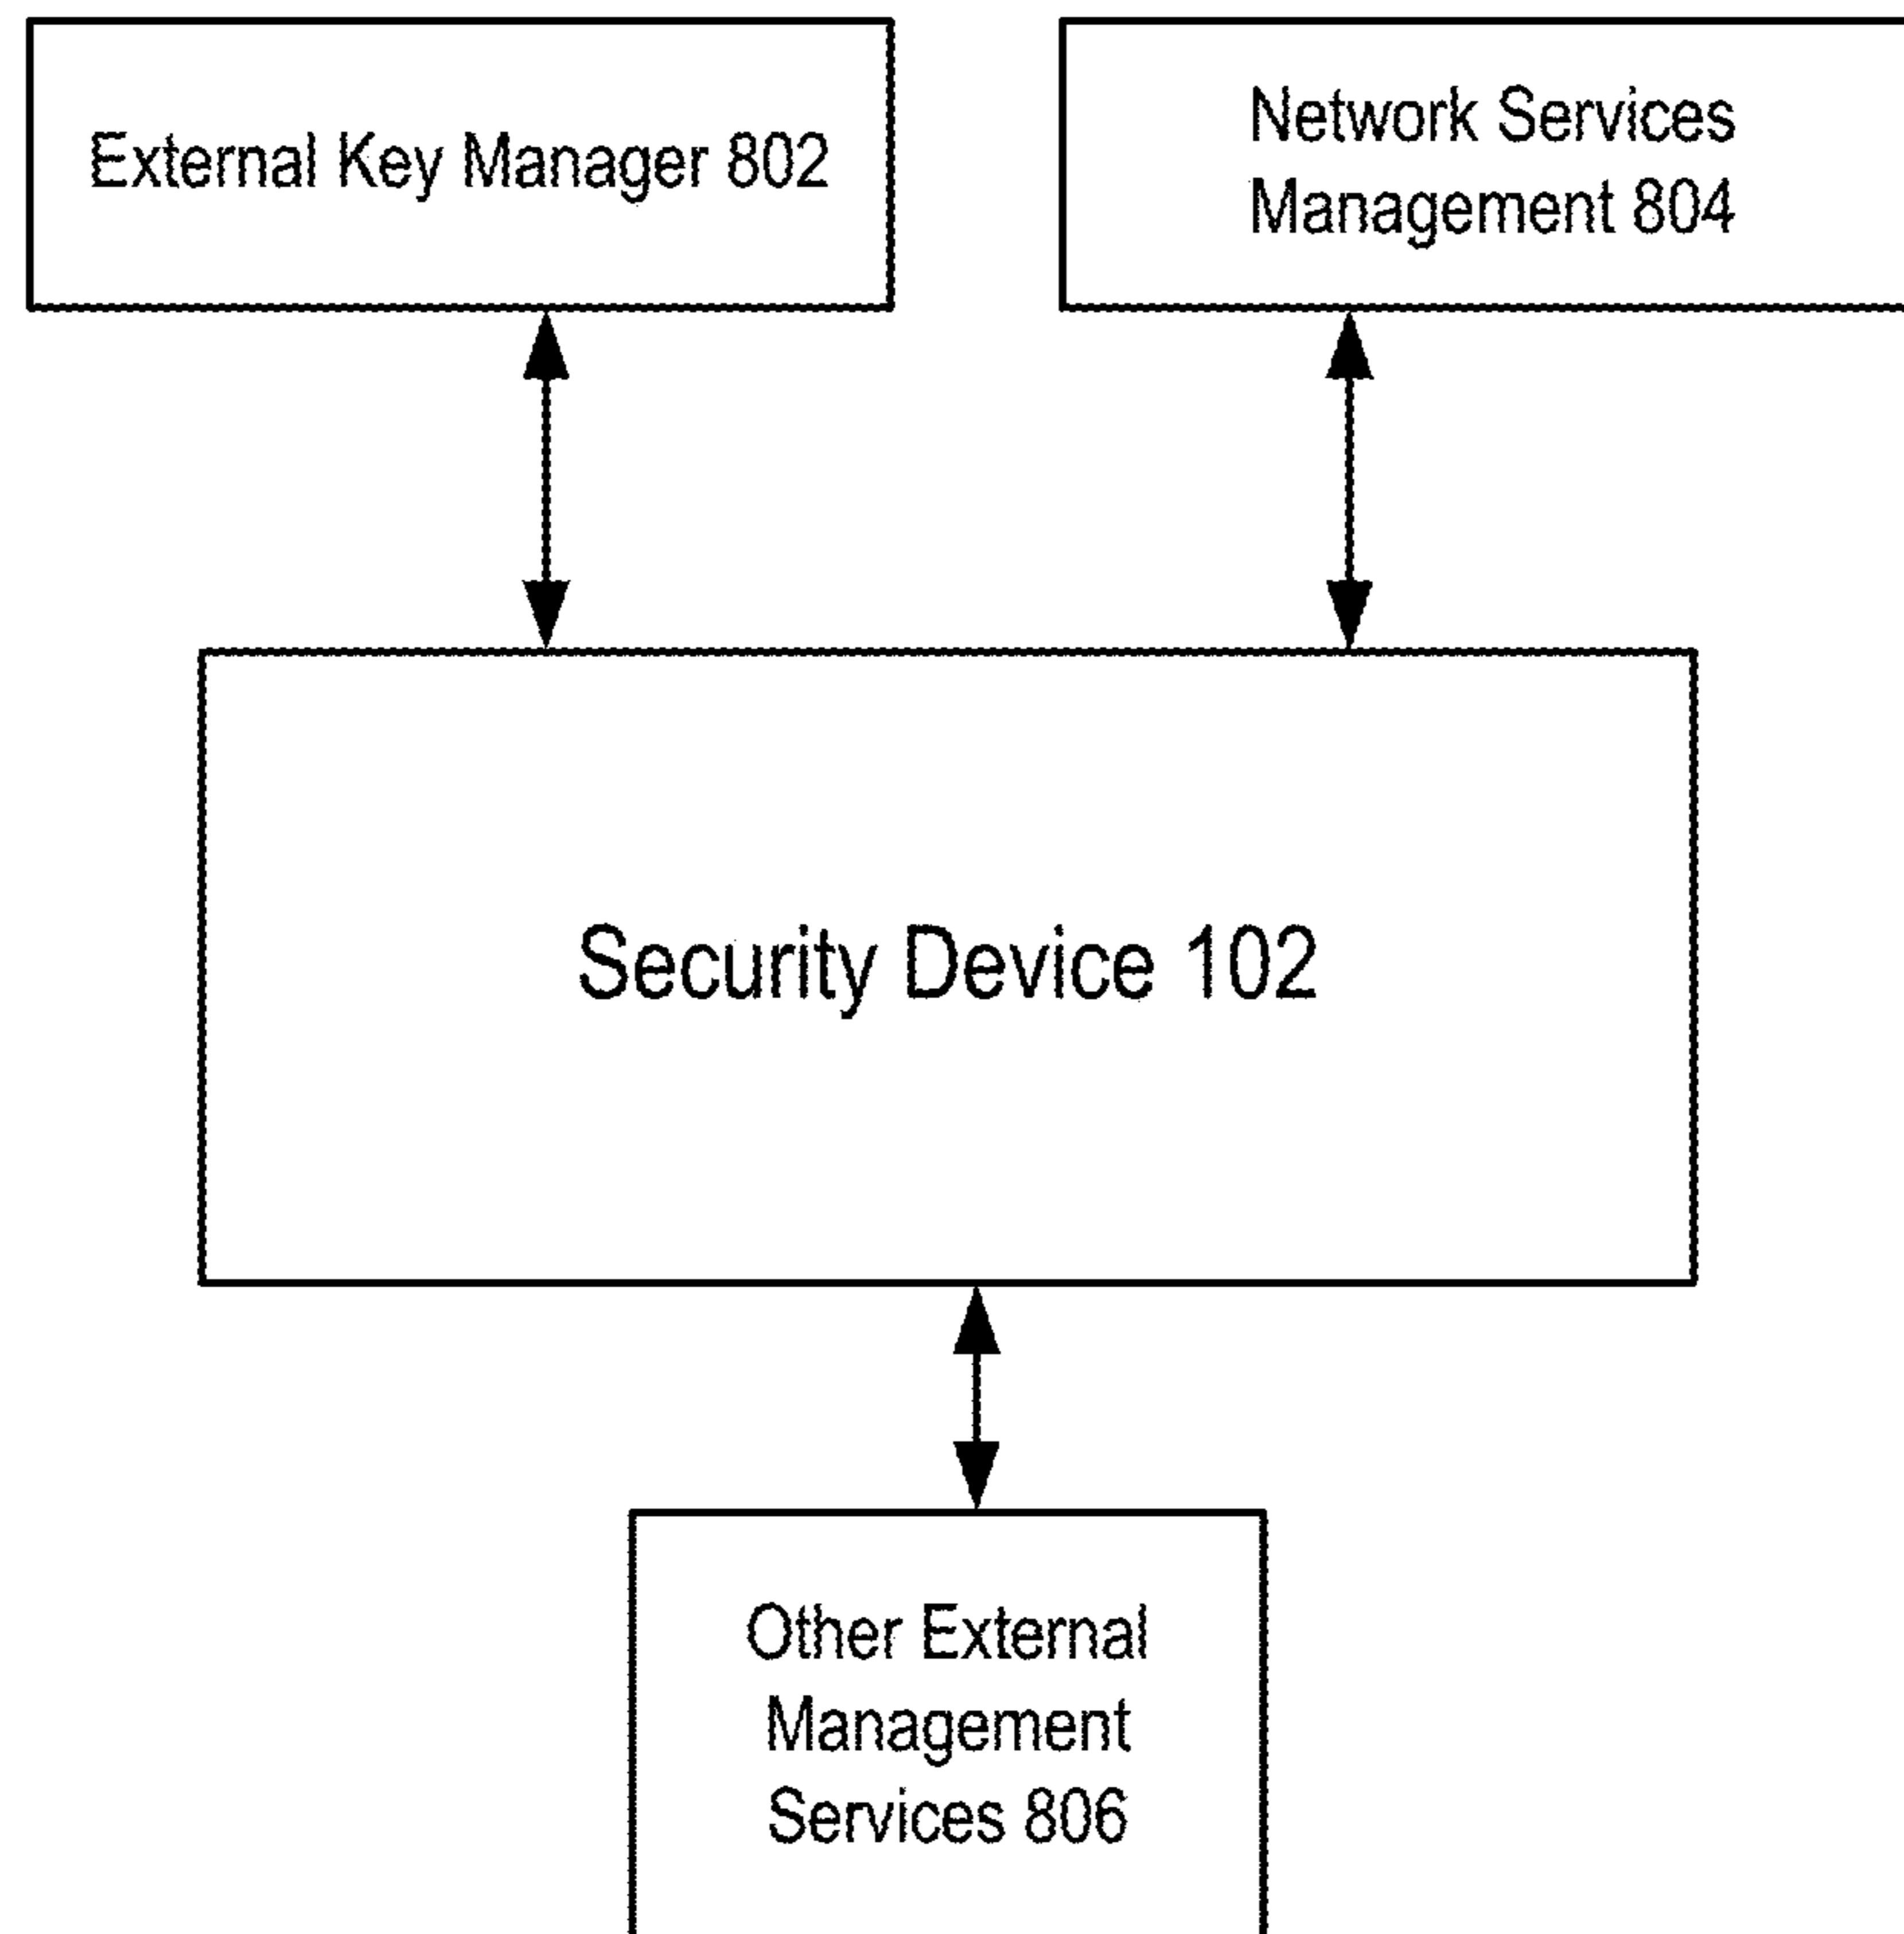 External Key Manager 802
Network Services
Management 804
Security Device 102
Other External
Management
Services 806